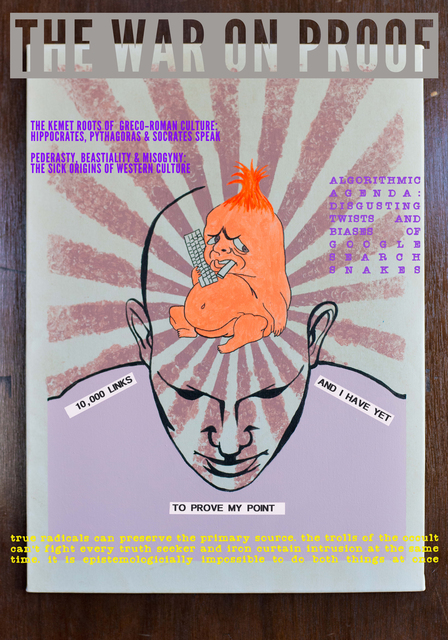 THE WAR ON PROOF
THE KEMET ROOTS OF GRECO-ROMAN CULTURE:
HIPPOCRATES, PYTHAGORAS & SOCRATES SPEAK
PEDERASTY, BEASTIALITY & MISOGYNY:
THE SICK ORIGINS OF WESTERN CULTURE
ALGORITHMIC
AGENDA:
DISGUSTING
TWISTS AND
BIASES OF
GOOGLE
SEARCH
SNAKES
10,000 LINKS
AND I HAVE YET
TO PROVE MY POINT
true radicals can preserve the primary source. the trolls of the occult
can't fight every truth seeker and iron curtain intrusion at the same
time. it is epistemologicially impossible to do both things at once